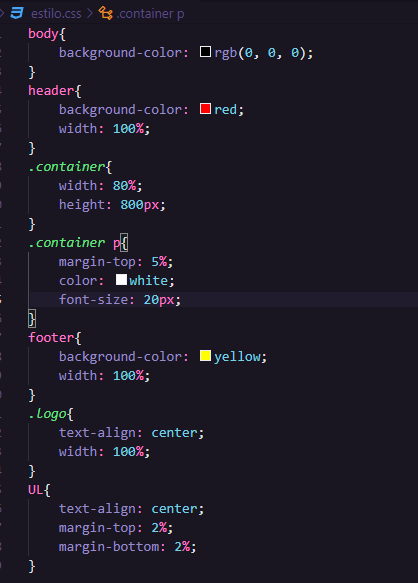 estilo.css > .container p
body{
background-color: rgb(0, 0, 0);
}
header{
background-color: red;
width: 100%;
}
.container{
width: 80%;
height: 800px;
}
.container p{
margin-top: 5%;
color: white;
font-size: 20px;
}
footer{
background-color: yellow;
width: 100%;
}
.logo{
text-align: center;
width: 100%;
}
UL{
text-align: center;
margin-top: 2%;
margin-bottom: 2%;
}